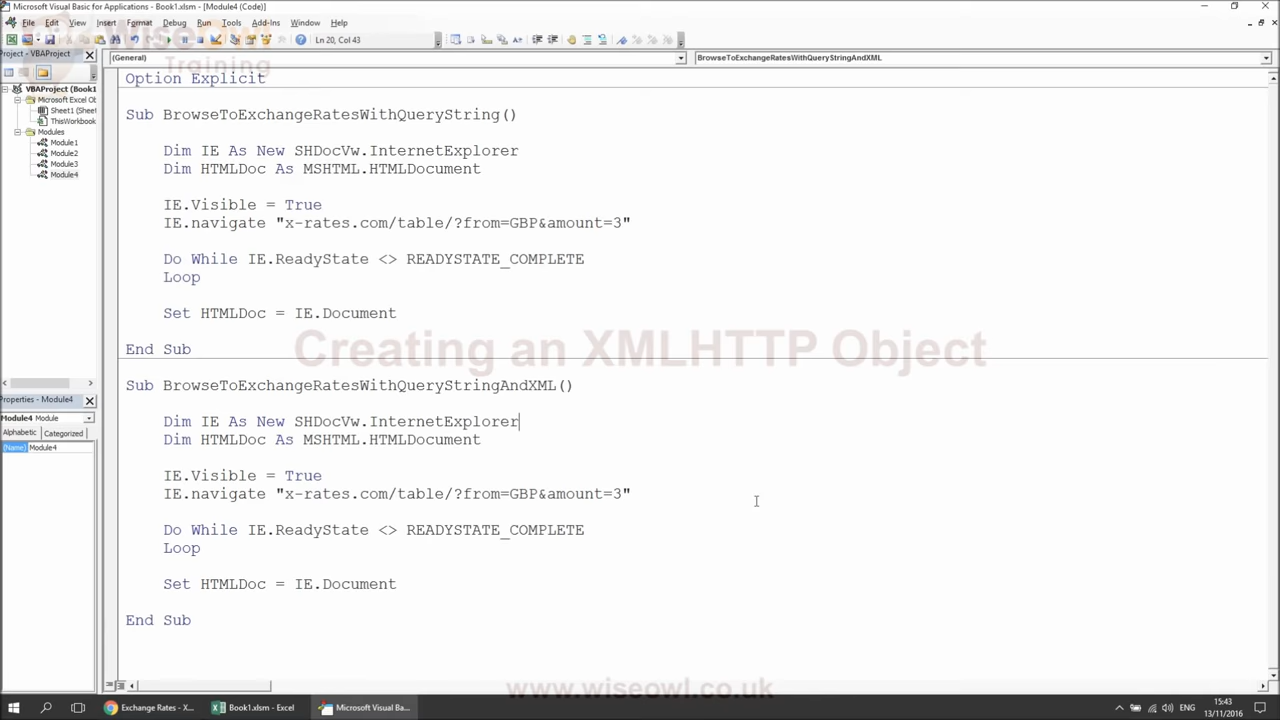 Microsoft Visual Basic for Applications - Book1.xlsm - [Module4 (Code)]
File Edit View Insert Format Debug Run Tools Add-Ins Window Help
Ln 20, Col 43
Wise Owl
Training
Project - VBAProject
(General)
BrowseToExchangeRatesWithQueryStringAndXML
VBAProject (Book1
Microsoft Excel Ob
Sheet1 (Sheet
ThisWorkbook
Modules
Module1
Module2
Module3
Module4
Properties - Module4
Module4 Module
Alphabetic Categorized
(Name) Module4
Option Explicit
Sub BrowseToExchangeRatesWithQueryString()
Dim IE As New SHDocVw.InternetExplorer
Dim HTMLDoc As MSHTML.HTMLDocument
IE.Visible = True
IE.navigate "x-rates.com/table/?from=GBP&amount=3"
Do While IE.ReadyState <> READYSTATE_COMPLETE
Loop
Set HTMLDoc = IE.Document
End Sub
Creating an XMLHTTP Object
Sub BrowseToExchangeRatesWithQueryStringAndXML()
Dim IE As New SHDocVw.InternetExplorer
Dim HTMLDoc As MSHTML.HTMLDocument
IE.Visible = True
IE.navigate "x-rates.com/table/?from=GBP&amount=3"
Do While IE.ReadyState <> READYSTATE_COMPLETE
Loop
Set HTMLDoc = IE.Document
End Sub
www.wiseowl.co.uk
Exchange Rates - X...
Book1.xlsm - Excel
Microsoft Visual Ba...
ENG
15:43
13/11/2016